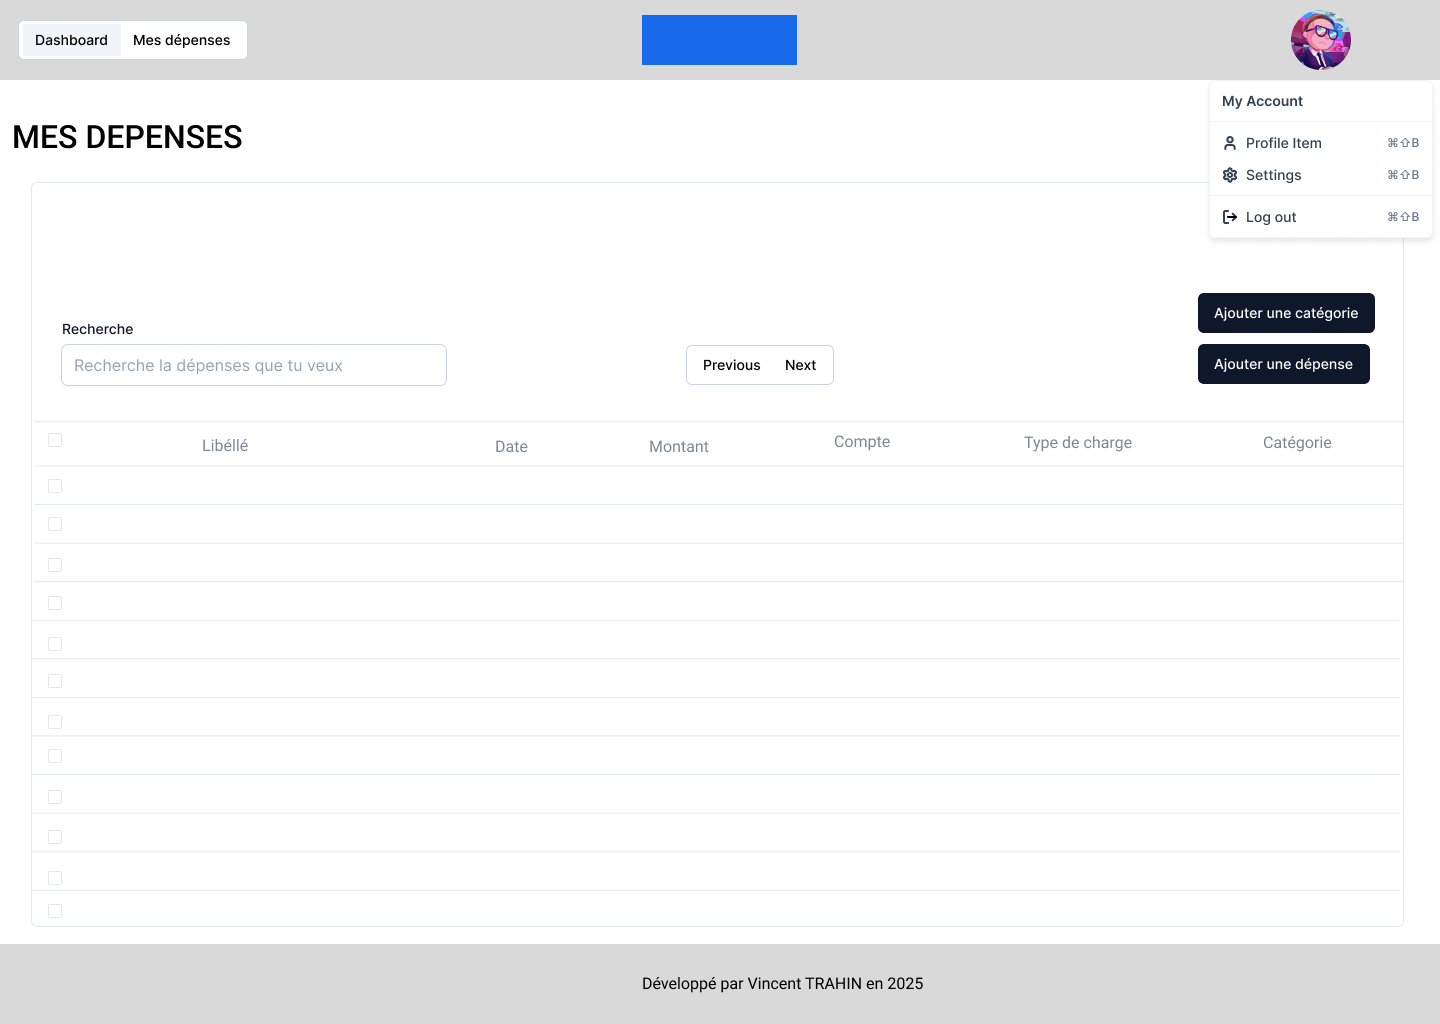 Dashboard Mes dépenses
My Account
MES DEPENSES
Profile Item ⌘⇧B
Settings ⌘⇧B
Log out ⌘⇧B
Ajouter une catégorie
Recherche
Recherche la dépenses que tu veux
Previous Next
Ajouter une dépense
Libéllé Date Montant Compte Type de charge Catégorie
Développé par Vincent TRAHIN en 2025